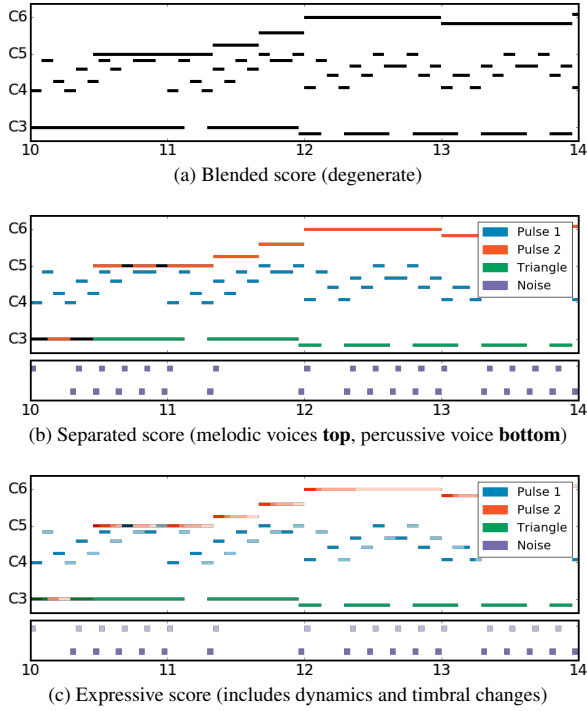 C6
C5
C4
C3
10 11 12 13 14
(a) Blended score (degenerate)
C6
C5
C4
C3
Pulse 1
Pulse 2
Triangle
Noise
10 11 12 13 14
(b) Separated score (melodic voices top, percussive voice bottom)
C6
C5
C4
C3
Pulse 1
Pulse 2
Triangle
Noise
10 11 12 13 14
(c) Expressive score (includes dynamics and timbral changes)